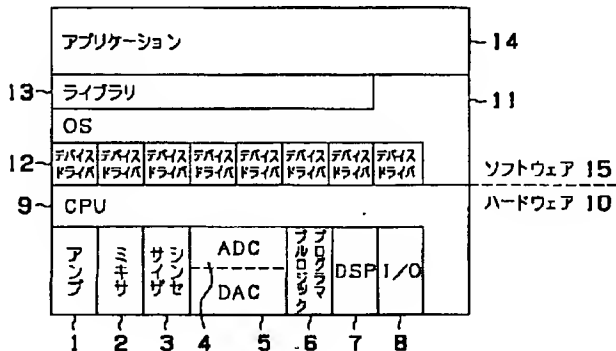 アプリケーション
14
13
ライブラリ
11
OS
12
デバイスドライバ デバイスドライバ デバイスドライバ デバイスドライバ デバイスドライバ デバイスドライバ デバイスドライバ デバイスドライバ
ソフトウェア 15
9
CPU
ハードウェア 10
アンプ
ミキサ
シンセサイザ
ADC
DAC
プログラマブルロジック
DSP
I/O
1 2 3 4 5 6 7 8